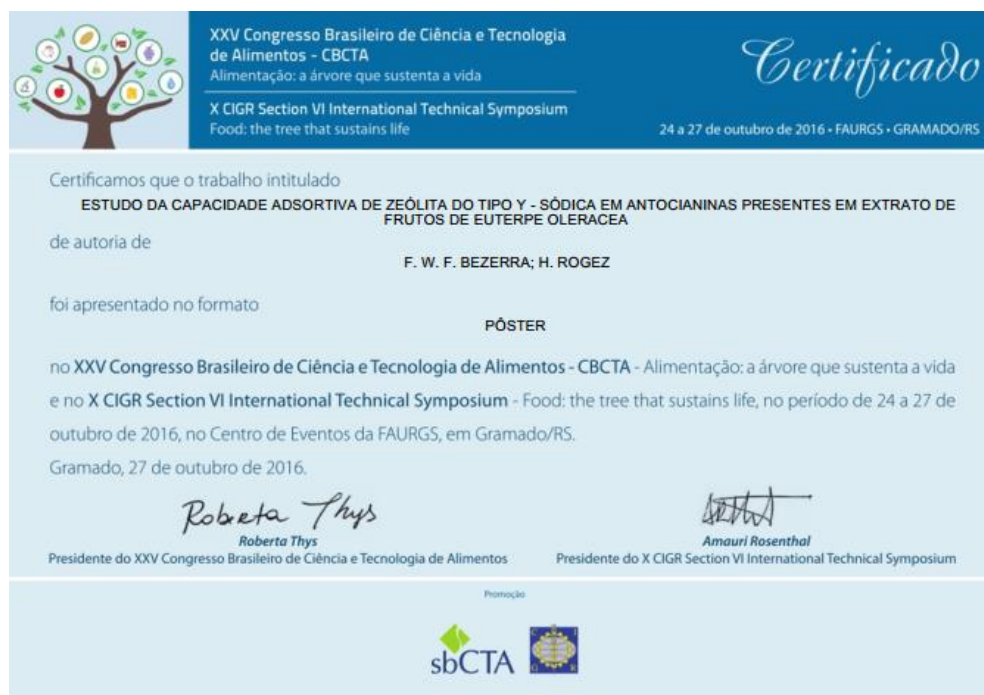 XXV Congresso Brasileiro de Ciência e Tecnologia
de Alimentos - CBCTA
Alimentação: a árvore que sustenta a vida
X CIGR Section VI International Technical Symposium
Food: the tree that sustains life
Certificado
24 a 27 de outubro de 2016 • FAURGS • GRAMADO/RS
Certificamos que o trabalho intitulado
ESTUDO DA CAPACIDADE ADSORTIVA DE ZEÓLITA DO TIPO Y - SÓDICA EM ANTOCIANINAS PRESENTES EM EXTRATO DE
FRUTOS DE EUTERPE OLERACEA
de autoria de
F. W. F. BEZERRA; H. ROGEZ
foi apresentado no formato
PÔSTER
no XXV Congresso Brasileiro de Ciência e Tecnologia de Alimentos - CBCTA - Alimentação: a árvore que sustenta a vida
e no X CIGR Section VI International Technical Symposium - Food: the tree that sustains life, no período de 24 a 27 de
outubro de 2016, no Centro de Eventos da FAURGS, em Gramado/RS.
Gramado, 27 de outubro de 2016.
Roberta Thys
Roberta Thys
Presidente do XXV Congresso Brasileiro de Ciência e Tecnologia de Alimentos
Amauri Rosenthal
Presidente do X CIGR Section VI International Technical Symposium
Promoção
sbCTA